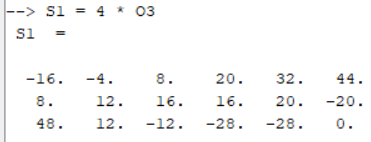 --> S1 = 4 * O3
S1  =
-16.  -4.    8.    20.   32.   44.
8.    12.   16.   16.   20.  -20.
48.   12.  -12.  -28.  -28.   0.